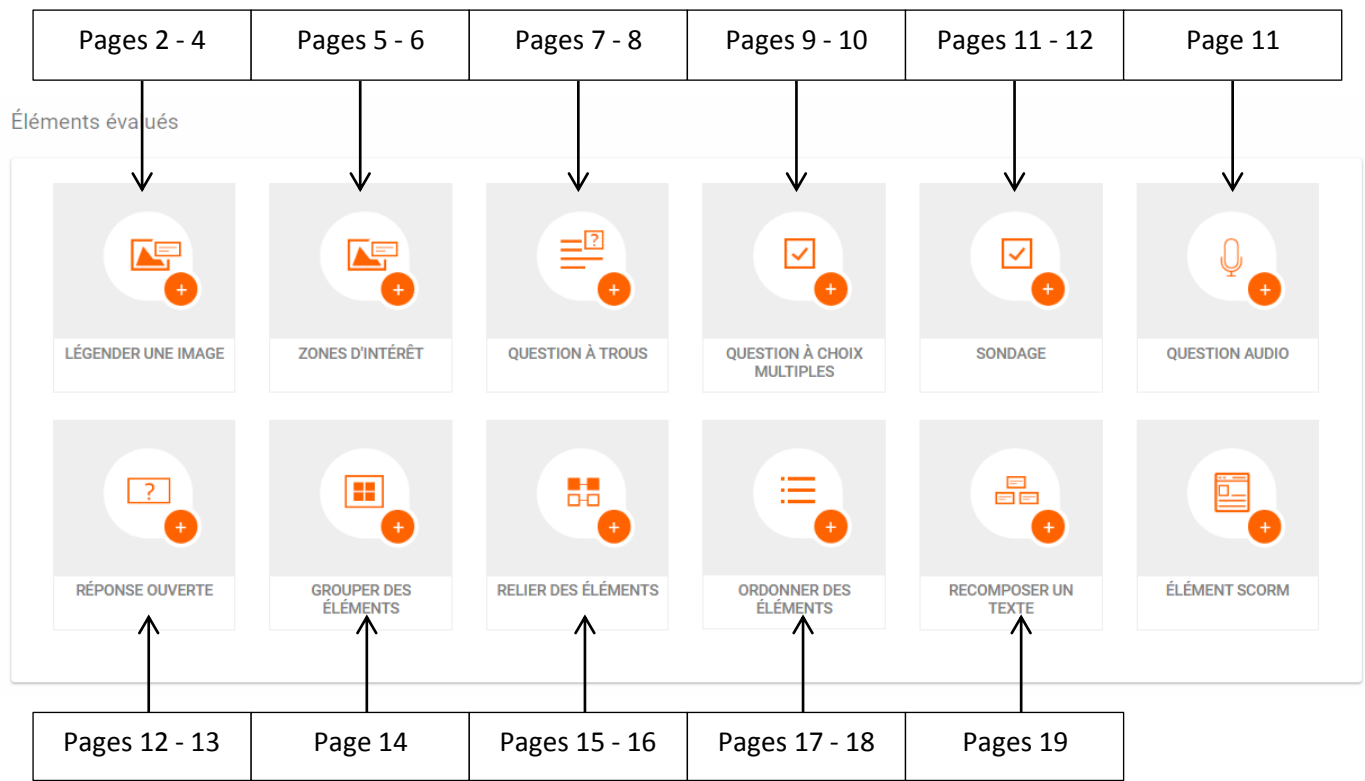 Pages 2 - 4
Pages 5 - 6
Pages 7 - 8
Pages 9 - 10
Pages 11 - 12
Page 11
Éléments évalués
LÉGENDER UNE IMAGE
ZONES D'INTÉRÊT
?
QUESTION À TROUS
QUESTION À CHOIX
MULTIPLES
SONDAGE
QUESTION AUDIO
?
RÉPONSE OUVERTE
GROUPER DES
ÉLÉMENTS
RELIER DES ÉLÉMENTS
ORDONNER DES
ÉLÉMENTS
RECOMPOSER UN
TEXTE
ÉLÉMENT SCORM
Pages 12 - 13
Page 14
Pages 15 - 16
Pages 17 - 18
Pages 19